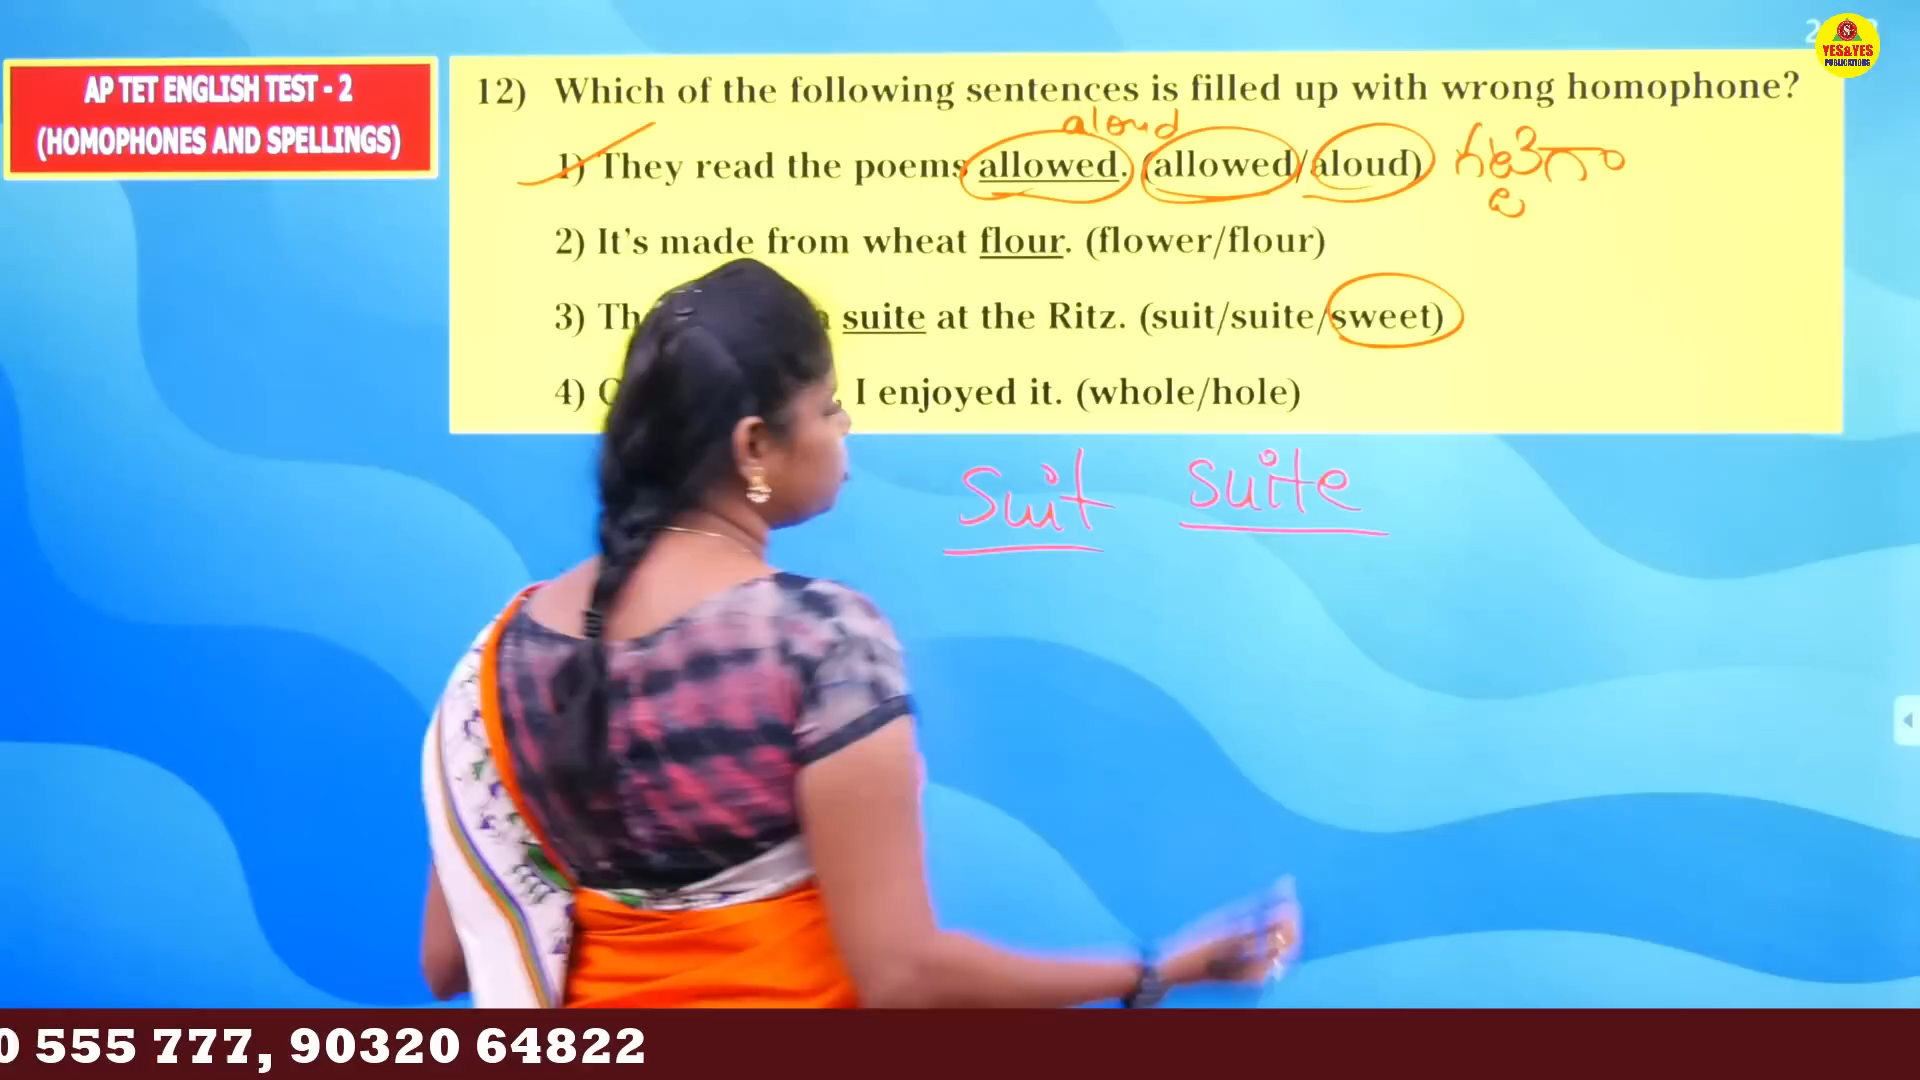 AP TET ENGLISH TEST - 2
(HOMOPHONES AND SPELLINGS)
YES&YES
PUBLICATIONS
12) Which of the following sentences is filled up with wrong homophone?
aloud
1) They read the poems allowed. (allowed/aloud)
2) It's made from wheat flour. (flower/flour)
3) Th suite at the Ritz. (suit/suite/sweet)
4) I enjoyed it. (whole/hole)
suit suite
0 555 777, 90320 64822